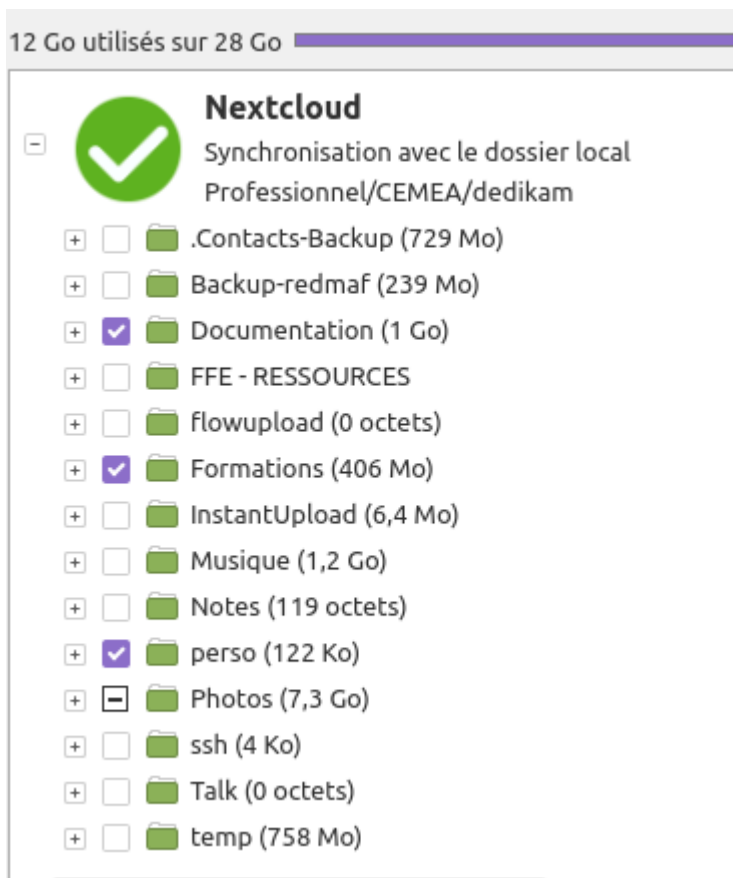 12 Go utilisés sur 28 Go
Nextcloud
Synchronisation avec le dossier local
Professionnel/CEMEA/dedikam
.Contacts-Backup (729 Mo)
Backup-redmaf (239 Mo)
Documentation (1 Go)
FFE - RESSOURCES
flowupload (0 octets)
Formations (406 Mo)
InstantUpload (6,4 Mo)
Musique (1,2 Go)
Notes (119 octets)
perso (122 Ko)
Photos (7,3 Go)
ssh (4 Ko)
Talk (0 octets)
temp (758 Mo)